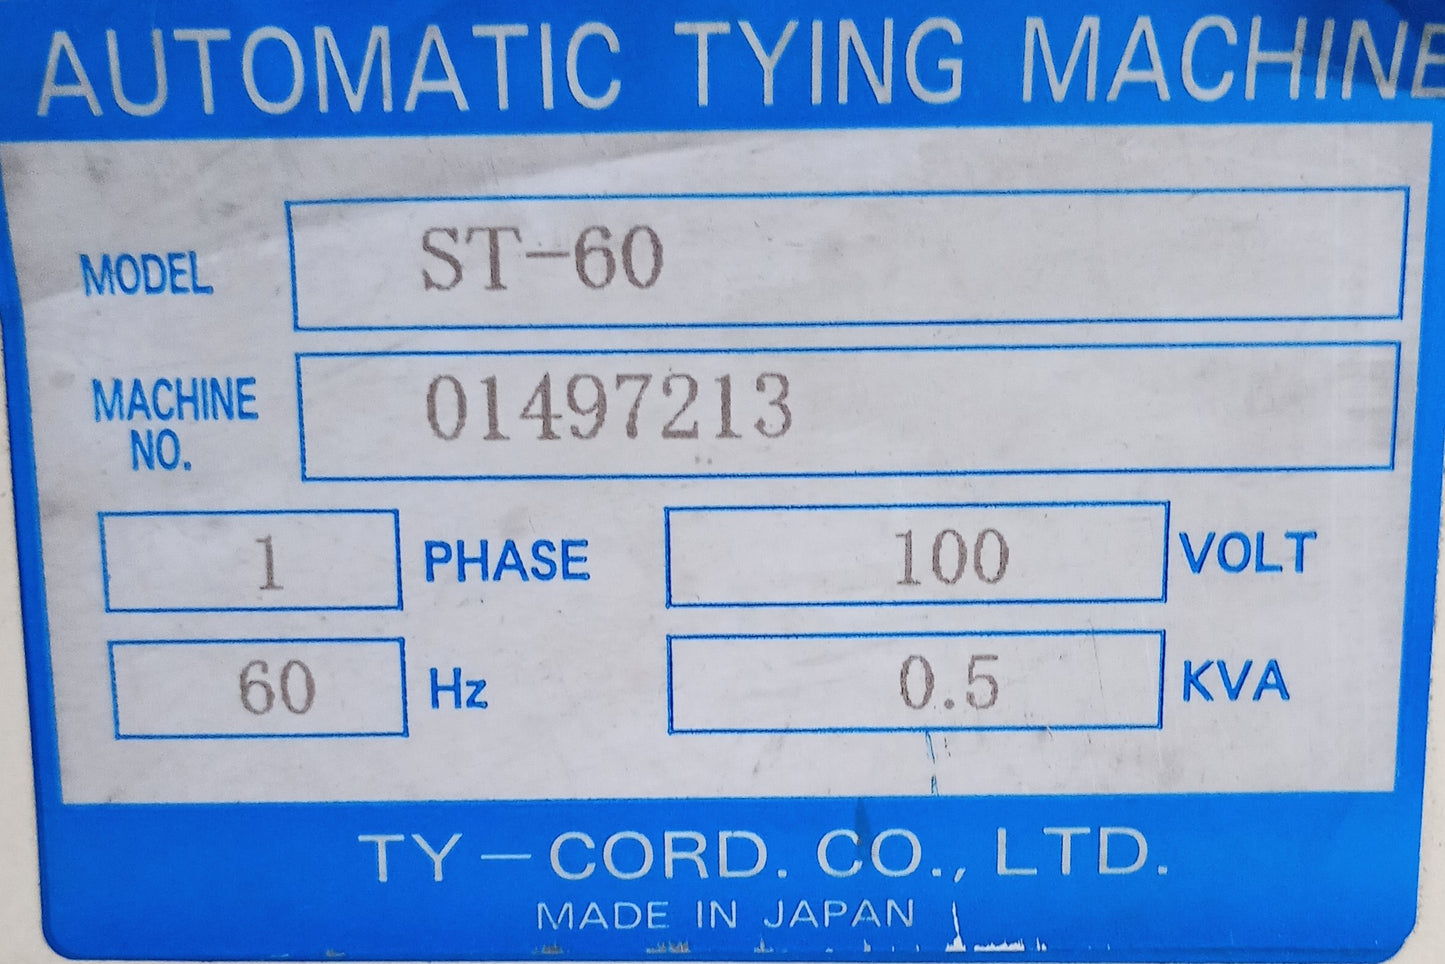 AUTOMATIC TYING MACHINE
MODEL ST-60
MACHINE NO. 01497213
1 PHASE 100 VOLT
60 Hz 0.5 KVA
TY-CORD. CO., LTD.
MADE IN JAPAN